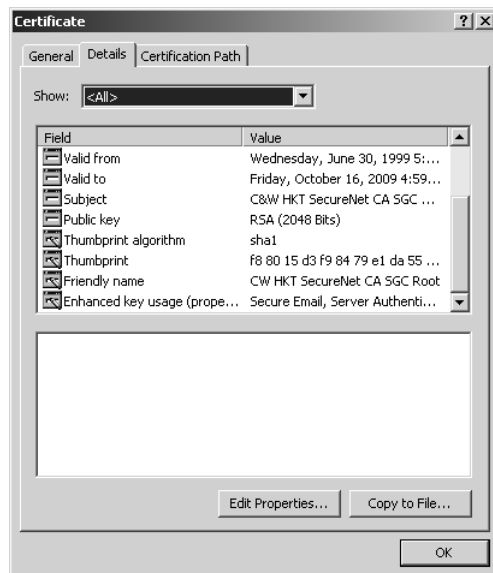 Certificate
General Details Certification Path
Show: <All>
Field Value
Valid from Wednesday, June 30, 1999 5:...
Valid to Friday, October 16, 2009 4:59...
Subject C&W HKT SecureNet CA SGC ...
Public key RSA (2048 Bits)
Thumbprint algorithm sha1
Thumbprint f8 80 15 d3 f9 84 79 e1 da 55 ...
Friendly name CW HKT SecureNet CA SGC Root
Enhanced key usage (prope... Secure Email, Server Authenti...
Edit Properties... Copy to File...
OK